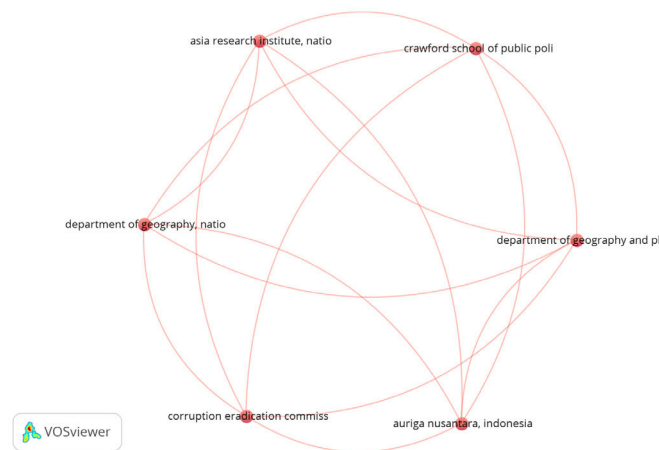 asia research institute, natio
crawford school of public poli
department of geography, natio
department of geography and pl
corruption eradication commiss
auriga nusantara, indonesia
VOSviewer